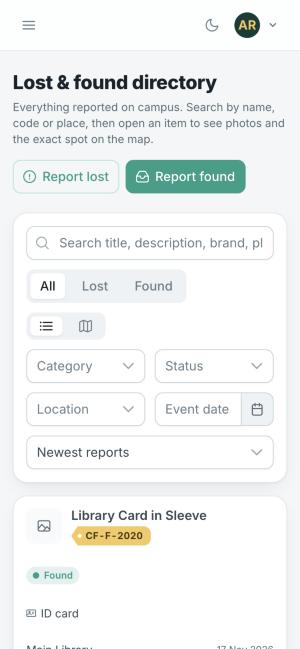 AR
Lost & found directory
Everything reported on campus. Search by name,
code or place, then open an item to see photos and
the exact spot on the map.
Report lost
Report found
Search title, description, brand, pl
All Lost Found
Category
Status
Location
Event date
Newest reports
Library Card in Sleeve
CF-F-2020
Found
ID card
Main Library
17 Nov 2026